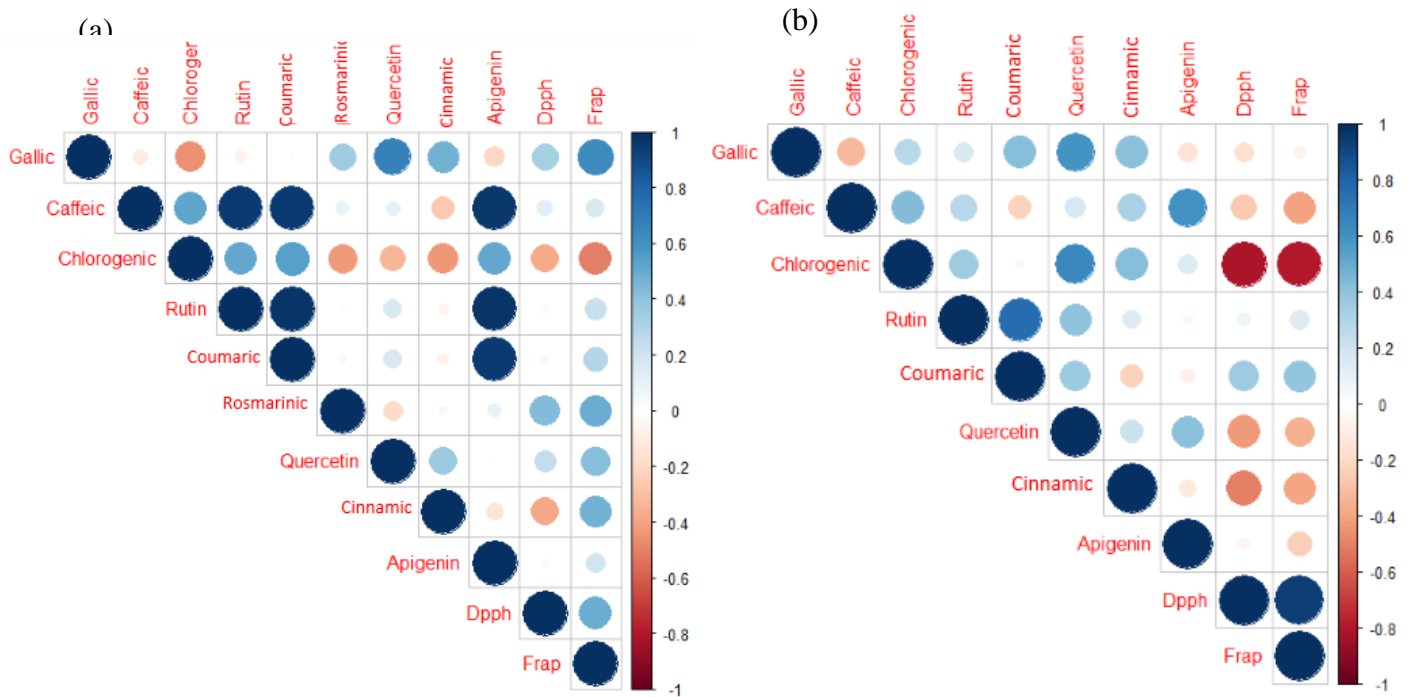 (a)
Gallic
Caffeic
Chloroger
Rutin
Coumaric
Rosmarinic
Quercetin
Cinnamic
Apigenin
Dpph
Frap
Gallic
Caffeic
Chlorogenic
Rutin
Coumaric
Rosmarinic
Quercetin
Cinnamic
Apigenin
Dpph
Frap
1
0.8
0.6
0.4
0.2
0
-0.2
-0.4
-0.6
-0.8
-1
(b)
Gallic
Caffeic
Chlorogenic
Rutin
Coumaric
Quercetin
Cinnamic
Apigenin
Dpph
Frap
Gallic
Caffeic
Chlorogenic
Rutin
Coumaric
Quercetin
Cinnamic
Apigenin
Dpph
Frap
1
0.8
0.6
0.4
0.2
0
-0.2
-0.4
-0.6
-0.8
-1